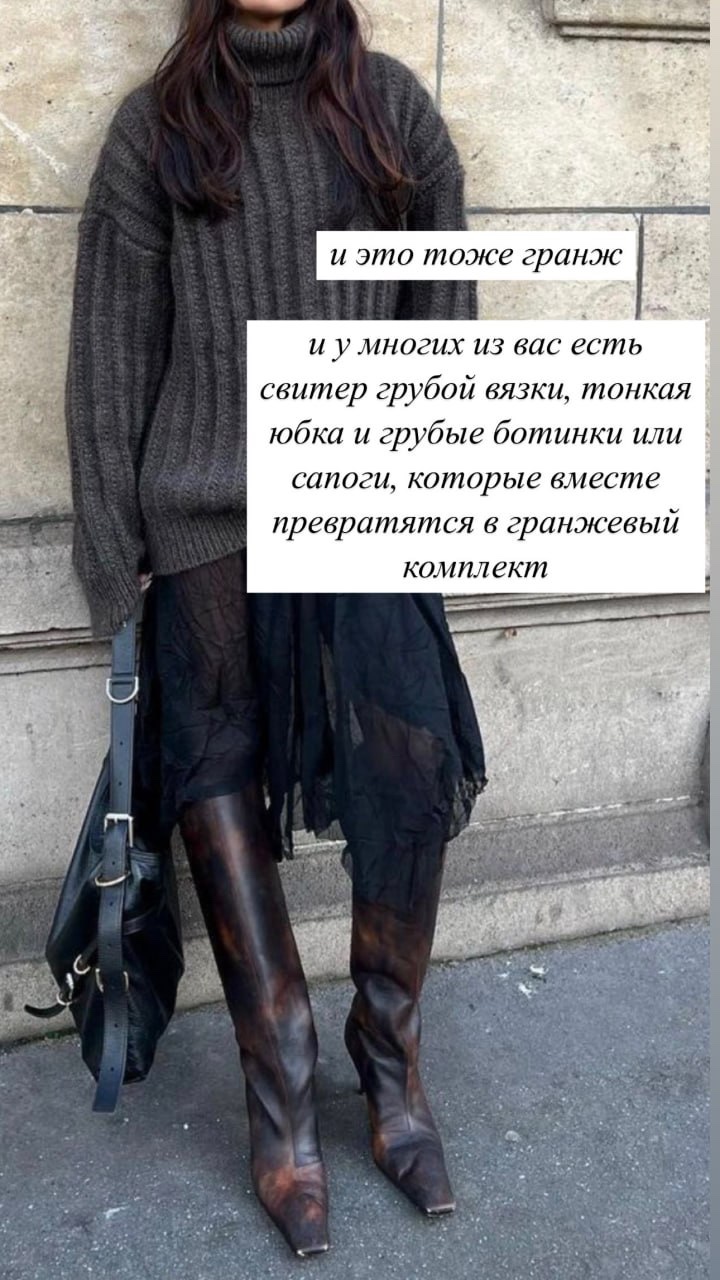 и это тоже гранж
и у многих из вас есть
свитер грубой вязки, тонкая
юбка и грубые ботинки или
сапоги, которые вместе
превратятся в гранжевый
комплект